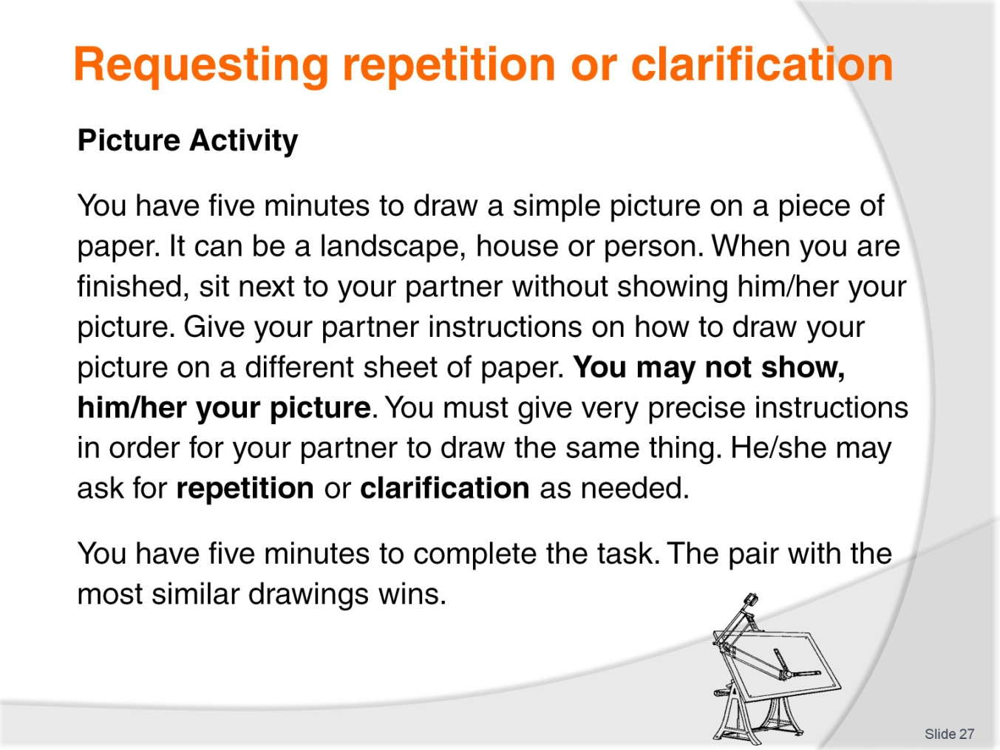 Requesting repetition or clarification
Picture Activity
You have five minutes to draw a simple picture on a piece of
paper. It can be a landscape, house or person. When you are
finished, sit next to your partner without showing him/her your
picture. Give your partner instructions on how to draw your
picture on a different sheet of paper. You may not show,
him/her your picture. You must give very precise instructions
in order for your partner to draw the same thing. He/she may
ask for repetition or clarification as needed.
You have five minutes to complete the task. The pair with the
most similar drawings wins.
Slide 27